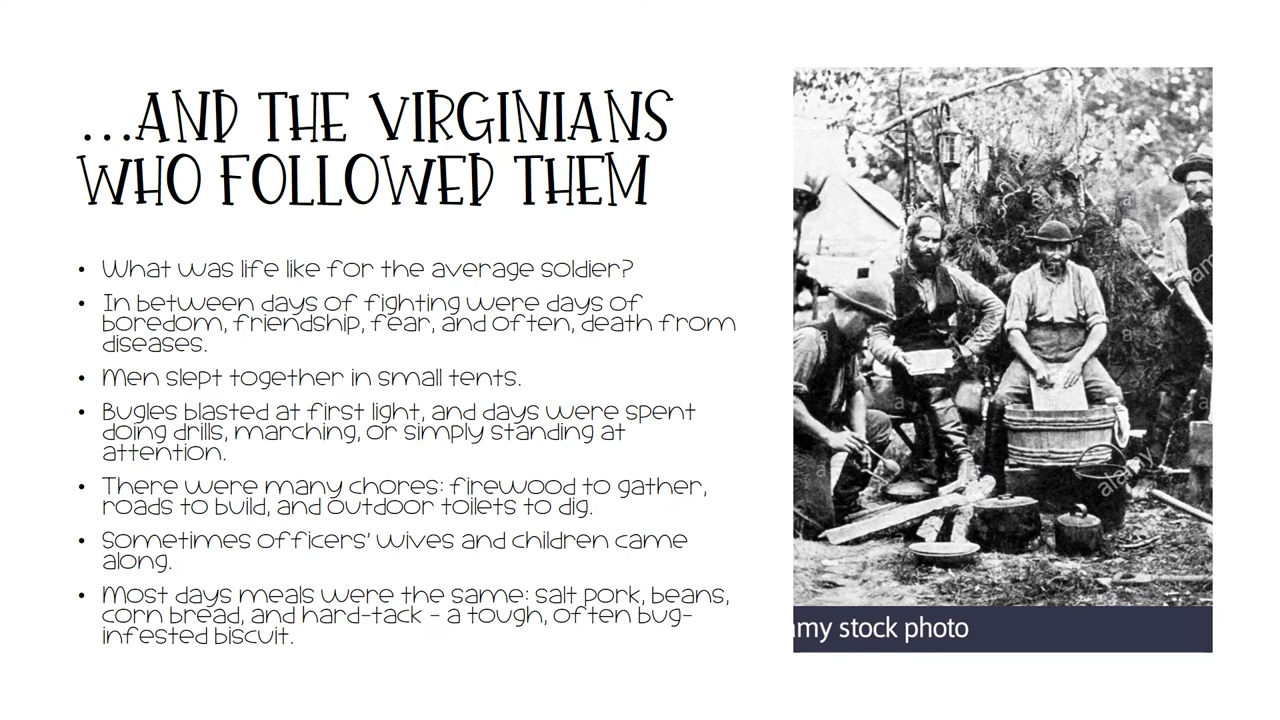 ...AND THE VIRGINIANS
WHO FOLLOWED THEM
• What was life like for the average soldier?
• In between days of fighting were days of
boredom, friendship, fear, and often, death from
diseases.
• Men slept together in small tents.
• Bugles blasted at first light, and days were spent
doing drills, marching, or simply standing at
attention.
• There were many chores: firewood to gather,
roads to build, and outdoor toilets to dig.
• Sometimes officers' wives and children came
along.
• Most days meals were the same: salt pork, beans,
corn bread, and hard-tack – a tough, often bug-
infested biscuit.
alamy
amy stock photo